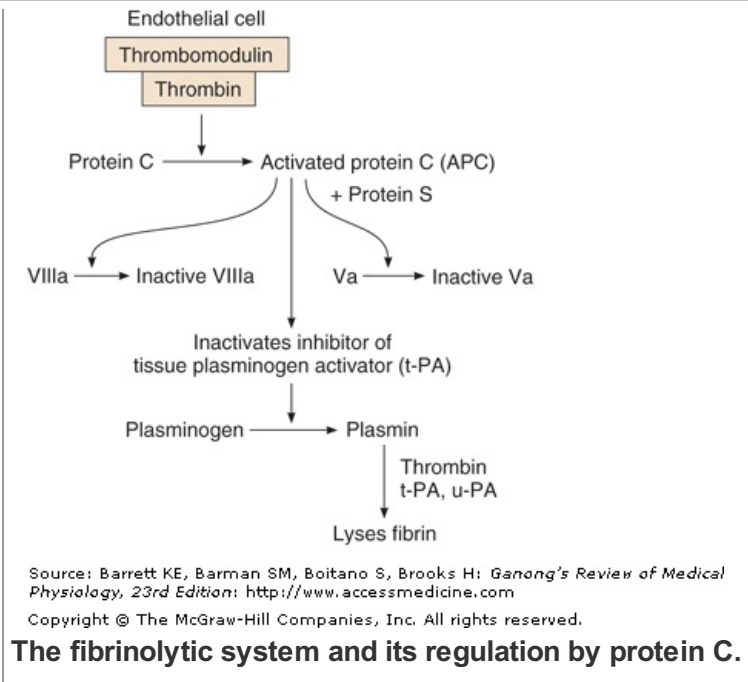 Endothelial cell
Thrombomodulin
Thrombin
Protein C
Activated protein C (APC)
+ Protein S
VIIIa
Inactive VIIIa
Va
Inactive Va
Inactivates inhibitor of
tissue plasminogen activator (t-PA)
Plasminogen
Plasmin
Thrombin
t-PA, u-PA
Lyses fibrin
Source: Barrett KE, Barman SM, Boitano S, Brooks H: Ganong's Review of Medical
Physiology, 23rd Edition: http://www.accessmedicine.com
Copyright © The McGraw-Hill Companies, Inc. All rights reserved.
The fibrinolytic system and its regulation by protein C.